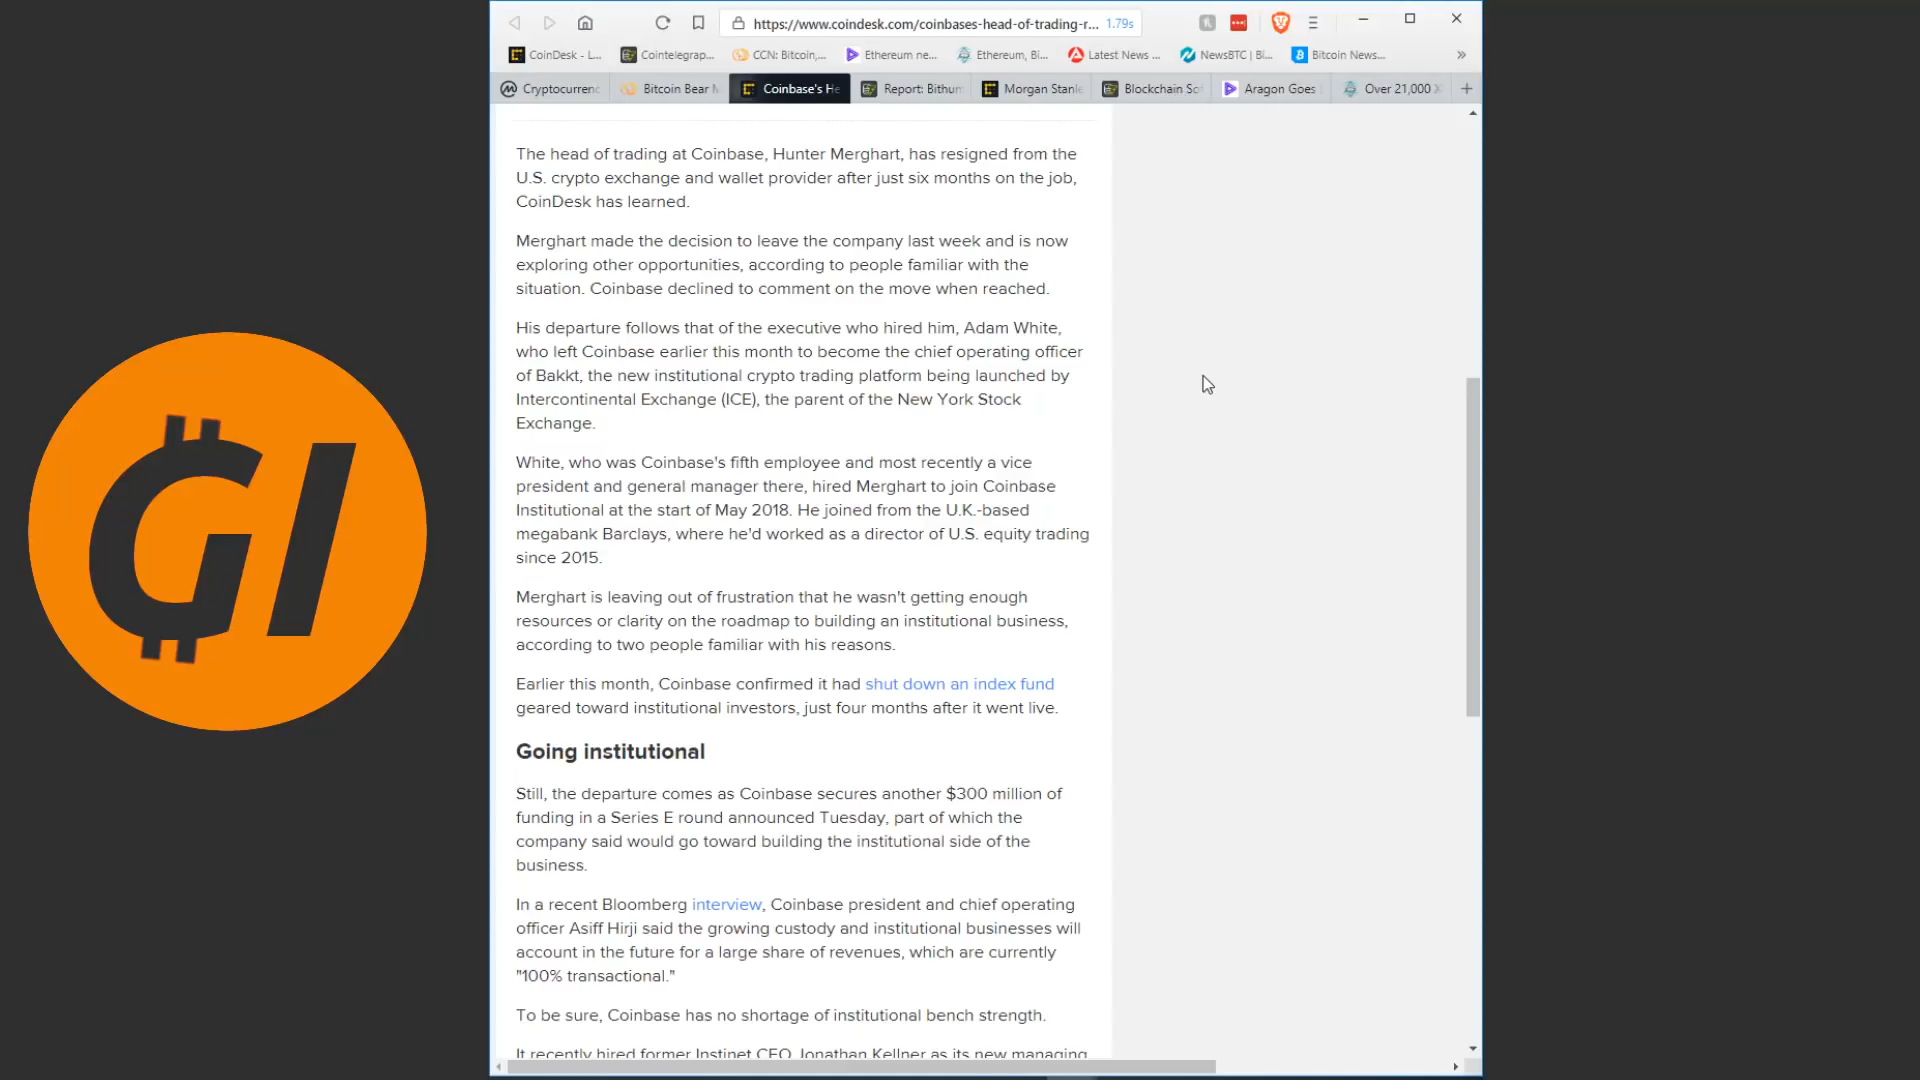 https://www.coindesk.com/coinbases-head-of-trading-r... 1.79s
CoinDesk - L... Cointelegrap... CCN: Bitcoin,... Ethereum ne... Ethereum, Bi... Latest News ... NewsBTC | Bi... Bitcoin News...
Cryptocurrenc Bitcoin Bear M Coinbase's He Report: Bithum Morgan Stanle Blockchain So Aragon Goes Over 21,000 X
The head of trading at Coinbase, Hunter Merghart, has resigned from the
U.S. crypto exchange and wallet provider after just six months on the job,
CoinDesk has learned.
Merghart made the decision to leave the company last week and is now
exploring other opportunities, according to people familiar with the
situation. Coinbase declined to comment on the move when reached.
His departure follows that of the executive who hired him, Adam White,
who left Coinbase earlier this month to become the chief operating officer
of Bakkt, the new institutional crypto trading platform being launched by
Intercontinental Exchange (ICE), the parent of the New York Stock
Exchange.
White, who was Coinbase's fifth employee and most recently a vice
president and general manager there, hired Merghart to join Coinbase
Institutional at the start of May 2018. He joined from the U.K.-based
megabank Barclays, where he'd worked as a director of U.S. equity trading
since 2015.
Merghart is leaving out of frustration that he wasn't getting enough
resources or clarity on the roadmap to building an institutional business,
according to two people familiar with his reasons.
Earlier this month, Coinbase confirmed it had shut down an index fund
geared toward institutional investors, just four months after it went live.
Going institutional
Still, the departure comes as Coinbase secures another $300 million of
funding in a Series E round announced Tuesday, part of which the
company said would go toward building the institutional side of the
business.
In a recent Bloomberg interview, Coinbase president and chief operating
officer Asiff Hirji said the growing custody and institutional businesses will
account in the future for a large share of revenues, which are currently
"100% transactional."
To be sure, Coinbase has no shortage of institutional bench strength.
It recently hired former Instinet CEO Jonathan Kellner as its new managing
GI